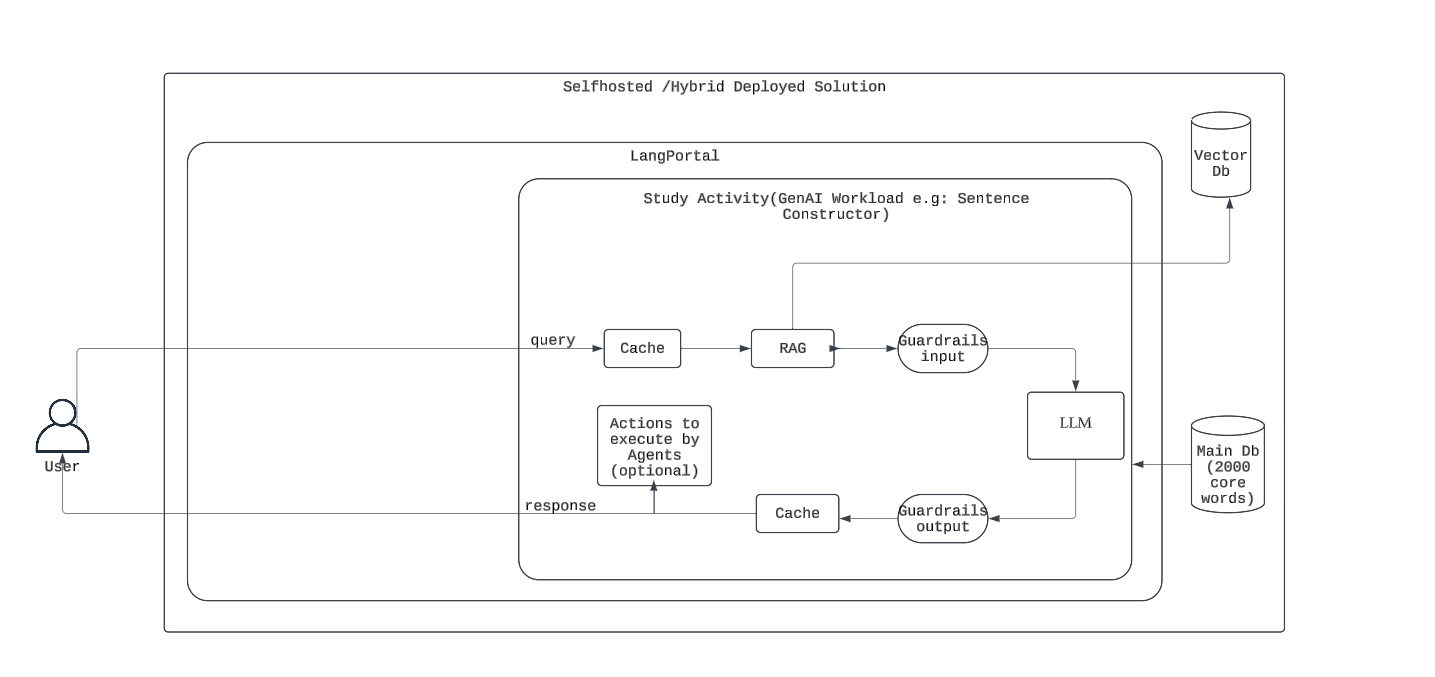 Selfhosted /Hybrid Deployed Solution
LangPortal
Vector
Db
Study Activity(GenAI Workload e.g: Sentence
Constructor)
query
Cache
RAG
Guardrails
input
LLM
User
Actions to
execute by
Agents
(optional)
Main Db
(2000
core
words)
response
Cache
Guardrails
output